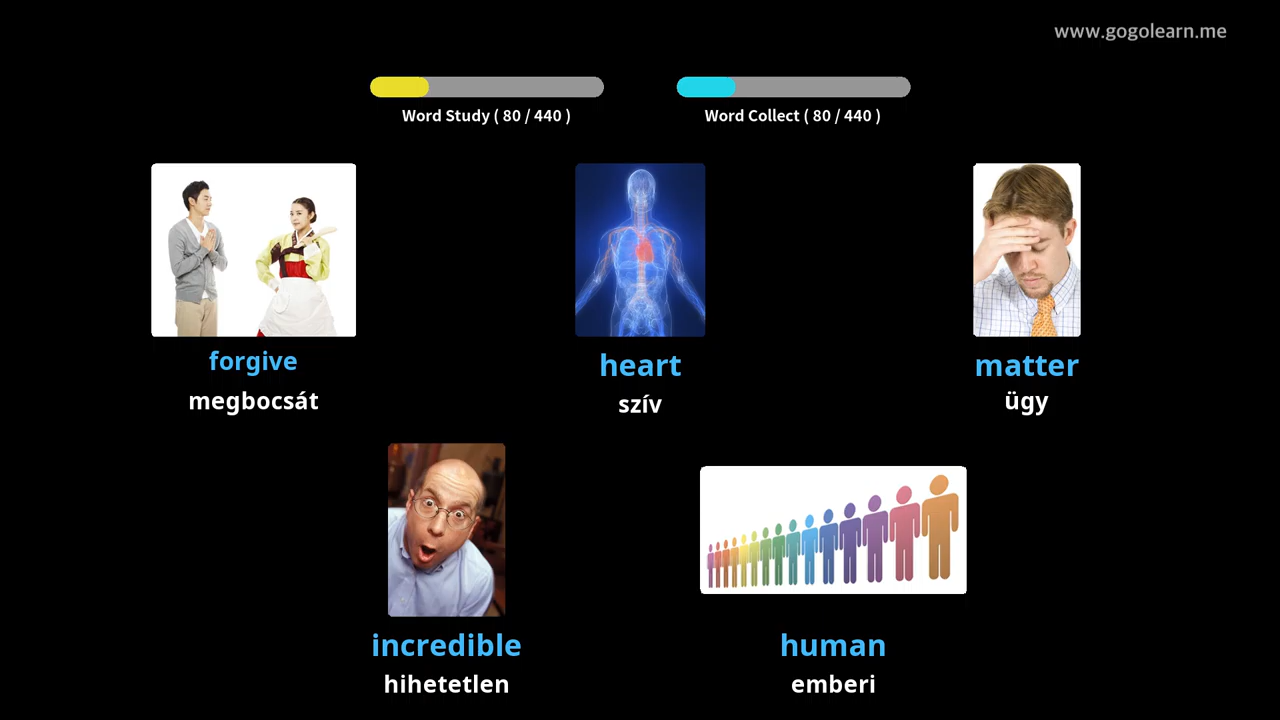 www.gogolearn.me
Word Study ( 80 / 440 )
Word Collect ( 80 / 440 )
forgive
megbocsát
heart
szív
matter
ügy
incredible
hihetetlen
human
emberi